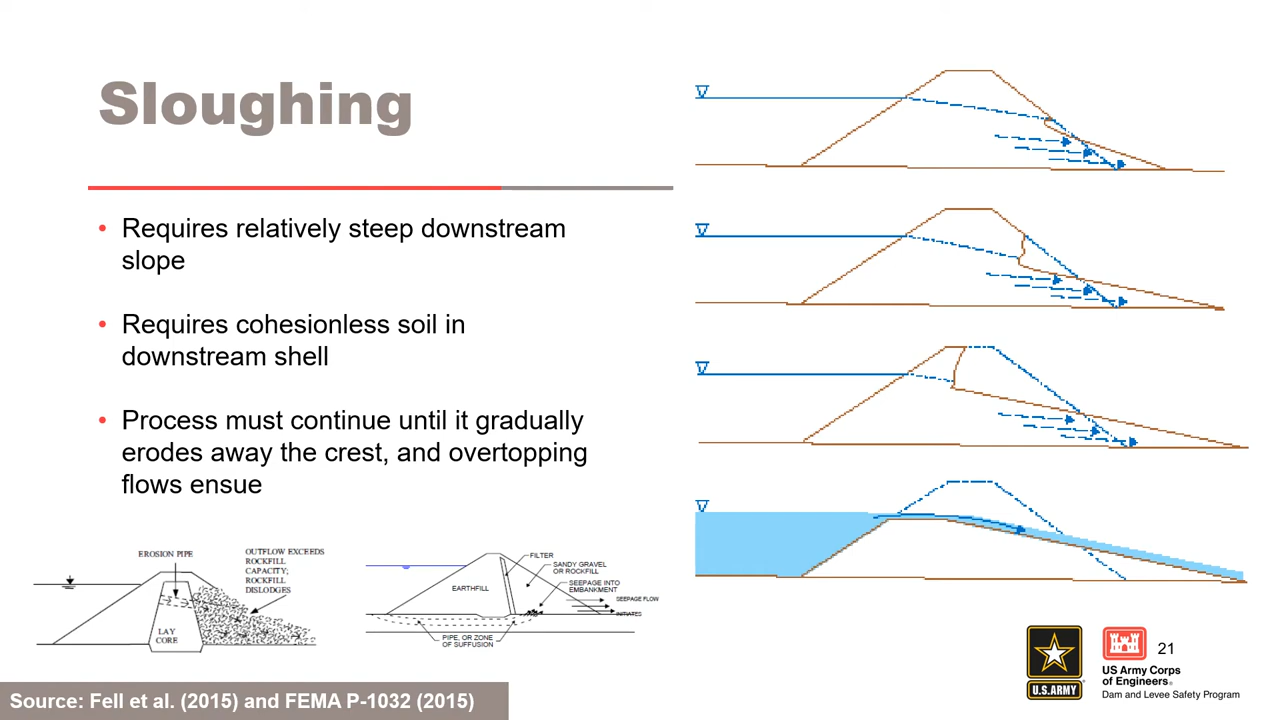 Sloughing
• Requires relatively steep downstream
slope
• Requires cohesionless soil in
downstream shell
• Process must continue until it gradually
erodes away the crest, and overtopping
flows ensue
EROSION PIPE
OUTFLOW EXCEEDS
ROCKFILL
CAPACITY;
ROCKFILL
DISLODGES
LAY
CORE
FILTER
SANDY GRAVEL
OR ROCKFILL
EARTHFILL
SEEPAGE INTO
EMBANKMENT
SEEPAGE FLOW
INITIATES
PIPE, OR ZONE
OF SUFFUSION
U.S.ARMY
21
US Army Corps
of Engineers®
Dam and Levee Safety Program
Source: Fell et al. (2015) and FEMA P-1032 (2015)